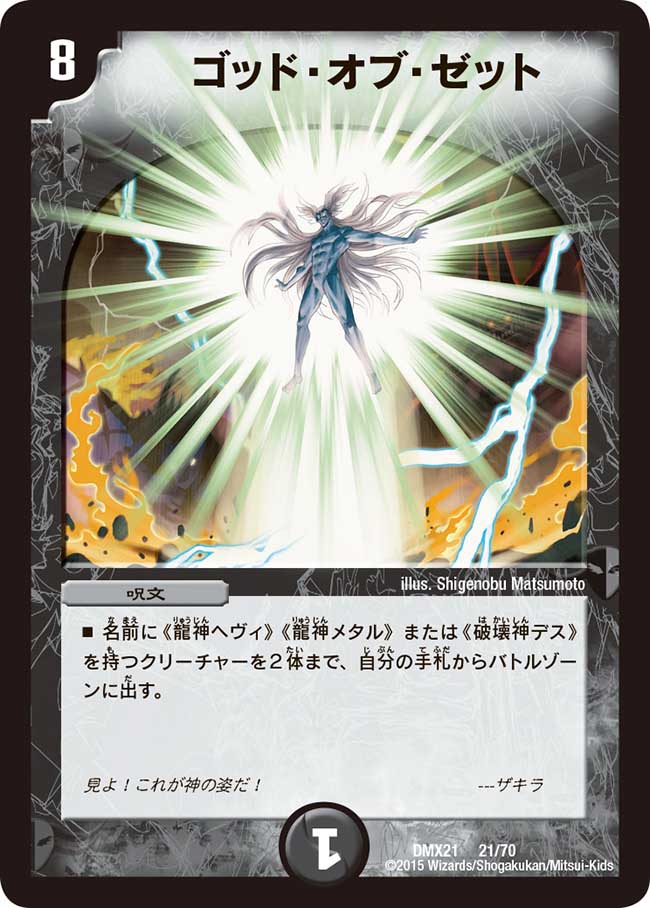 8
ゴッド・オブ・ゼット
illus. Shigenobu Matsumoto
呪文
■ 名前に《龍神ヘヴィ》《龍神メタル》または《破壊神デス》
を持つクリーチャーを2体まで、自分の手札からバトルゾー
ンに出す。
見よ！これが神の姿だ！ ---ザキラ
1
DMX21 21/70
©2015 Wizards/Shogakukan/Mitsui-Kids